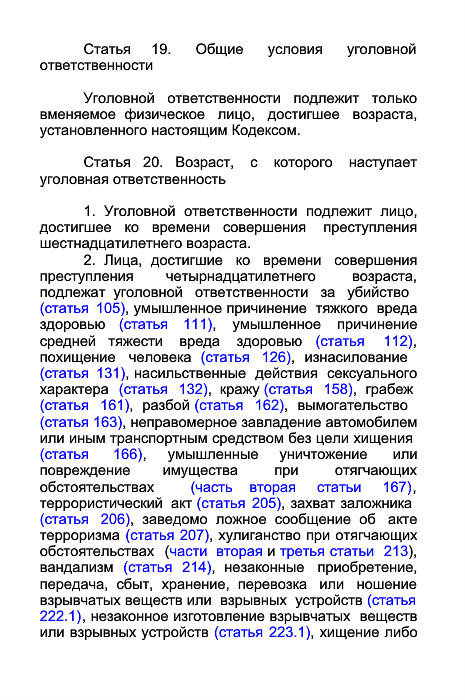 Статья 19. Общие условия уголовной
ответственности
Уголовной ответственности подлежит только
вменяемое физическое лицо, достигшее возраста,
установленного настоящим Кодексом.
Статья 20. Возраст, с которого наступает
уголовная ответственность
1. Уголовной ответственности подлежит лицо,
достигшее ко времени совершения преступления
шестнадцатилетнего возраста.
2. Лица, достигшие ко времени совершения
преступления четырнадцатилетнего возраста,
подлежат уголовной ответственности за убийство
(статья 105), умышленное причинение тяжкого вреда
здоровью (статья 111), умышленное причинение
средней тяжести вреда здоровью (статья 112),
похищение человека (статья 126), изнасилование
(статья 131), насильственные действия сексуального
характера (статья 132), кражу (статья 158), грабеж
(статья 161), разбой (статья 162), вымогательство
(статья 163), неправомерное завладение автомобилем
или иным транспортным средством без цели хищения
(статья 166), умышленные уничтожение или
повреждение имущества при отягчающих
обстоятельствах (часть вторая статьи 167),
террористический акт (статья 205), захват заложника
(статья 206), заведомо ложное сообщение об акте
терроризма (статья 207), хулиганство при отягчающих
обстоятельствах (части вторая и третья статьи 213),
вандализм (статья 214), незаконные приобретение,
передача, сбыт, хранение, перевозка или ношение
взрывчатых веществ или взрывных устройств (статья
222.1), незаконное изготовление взрывчатых веществ
или взрывных устройств (статья 223.1), хищение либо